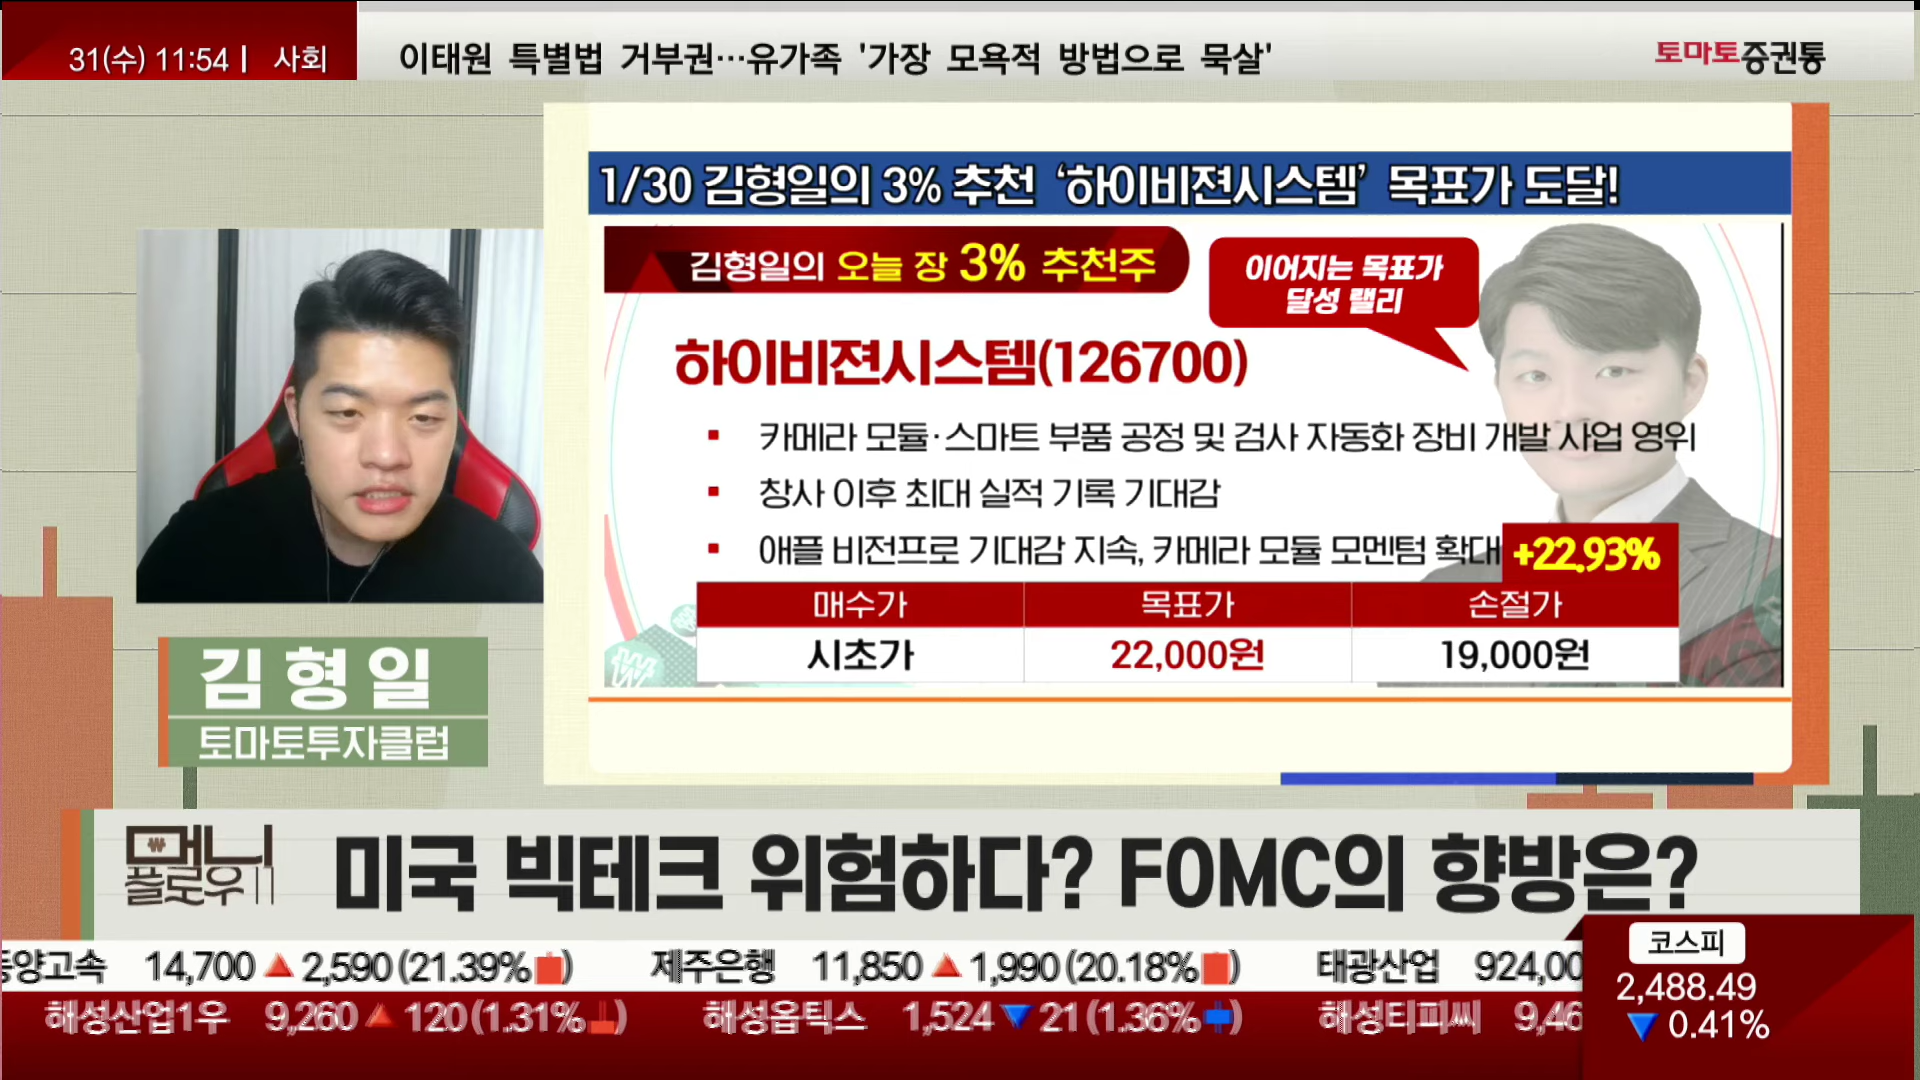 31(수) 11:54 | 사회
이태원 특별법 거부권…유가족 '가장 모욕적 방법으로 묵살'
토마토증권통
1/30 김형일의 3% 추천 ‘하이비젼시스템’ 목표가 도달!
김형일의 오늘 장 3% 추천주
이어지는 목표가
달성 랠리
하이비젼시스템(126700)
▪ 카메라 모듈·스마트 부품 공정 및 검사 자동화 장비 개발 사업 영위
▪ 창사 이후 최대 실적 기록 기대감
▪ 애플 비전프로 기대감 지속, 카메라 모듈 모멘텀 확대
+22.93%
매수가 목표가 손절가
시초가 22,000원 19,000원
김형일
토마토투자클럽
머니
플로우
미국 빅테크 위험하다? FOMC의 향방은?
동양고속 14,700 ▲ 2,590 (21.39%) 제주은행 11,850 ▲ 1,990 (20.18%) 태광산업 924,00
해성산업1우 9,260 ▲ 120 (1.31%) 해성옵틱스 1,524 ▼ 21 (1.36%) 해성티피씨 9,46
코스피
2,488.49
▼ 0.41%